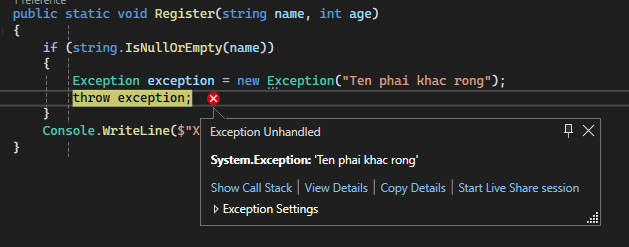 1 reference
public static void Register(string name, int age)
{
if (string.IsNullOrEmpty(name))
{
Exception exception = new Exception("Ten phai khac rong");
throw exception;
}
Console.WriteLine($"X
}
Exception Unhandled
System.Exception: 'Ten phai khac rong'
Show Call Stack | View Details | Copy Details | Start Live Share session
Exception Settings